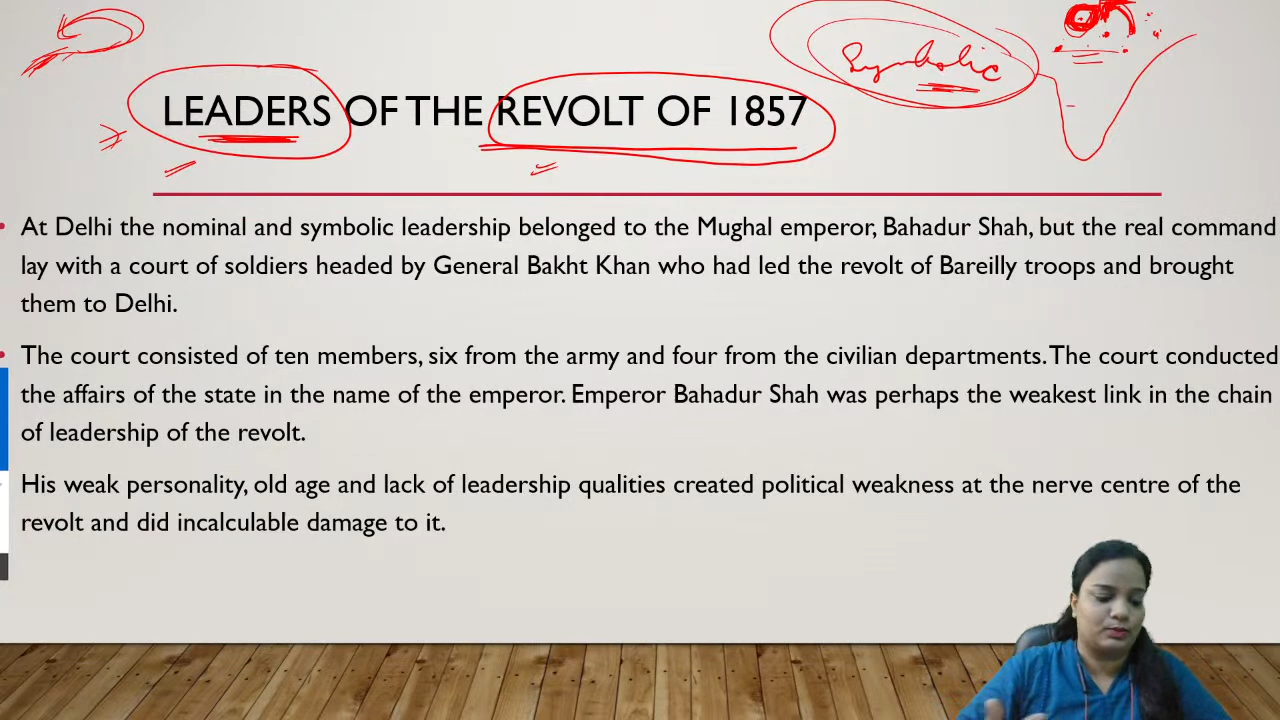 Symbolic
LEADERS OF THE REVOLT OF 1857
• At Delhi the nominal and symbolic leadership belonged to the Mughal emperor, Bahadur Shah, but the real command
lay with a court of soldiers headed by General Bakht Khan who had led the revolt of Bareilly troops and brought
them to Delhi.
• The court consisted of ten members, six from the army and four from the civilian departments. The court conducted
the affairs of the state in the name of the emperor. Emperor Bahadur Shah was perhaps the weakest link in the chain
of leadership of the revolt.
His weak personality, old age and lack of leadership qualities created political weakness at the nerve centre of the
revolt and did incalculable damage to it.